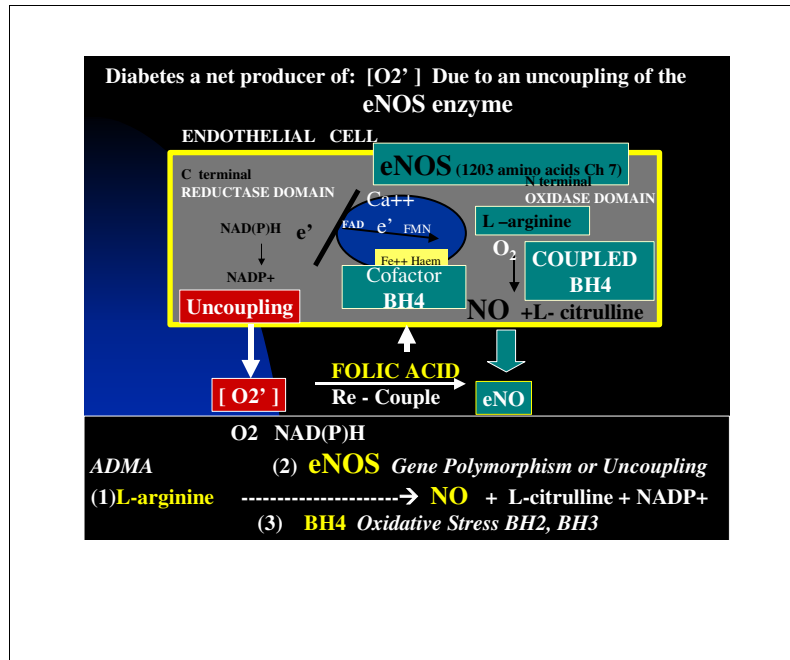 Diabetes a net producer of: [O2’ ] Due to an uncoupling of the
eNOS enzyme
ENDOTHELIAL CELL
eNOS (1203 amino acids Ch 7)
C terminal
REDUCTASE DOMAIN
N terminal
OXIDASE DOMAIN
Ca++
L –arginine
NAD(P)H
e’
FAD
e’
FMN
O2
Fe++ Haem
NADP+
Cofactor
BH4
COUPLED
BH4
Uncoupling
NO +L- citrulline
FOLIC ACID
[ O2’ ]
Re - Couple
eNO
O2 NAD(P)H
ADMA (2) eNOS Gene Polymorphism or Uncoupling
(1)L-arginine ----------------------→ NO + L-citrulline + NADP+
(3) BH4 Oxidative Stress BH2, BH3